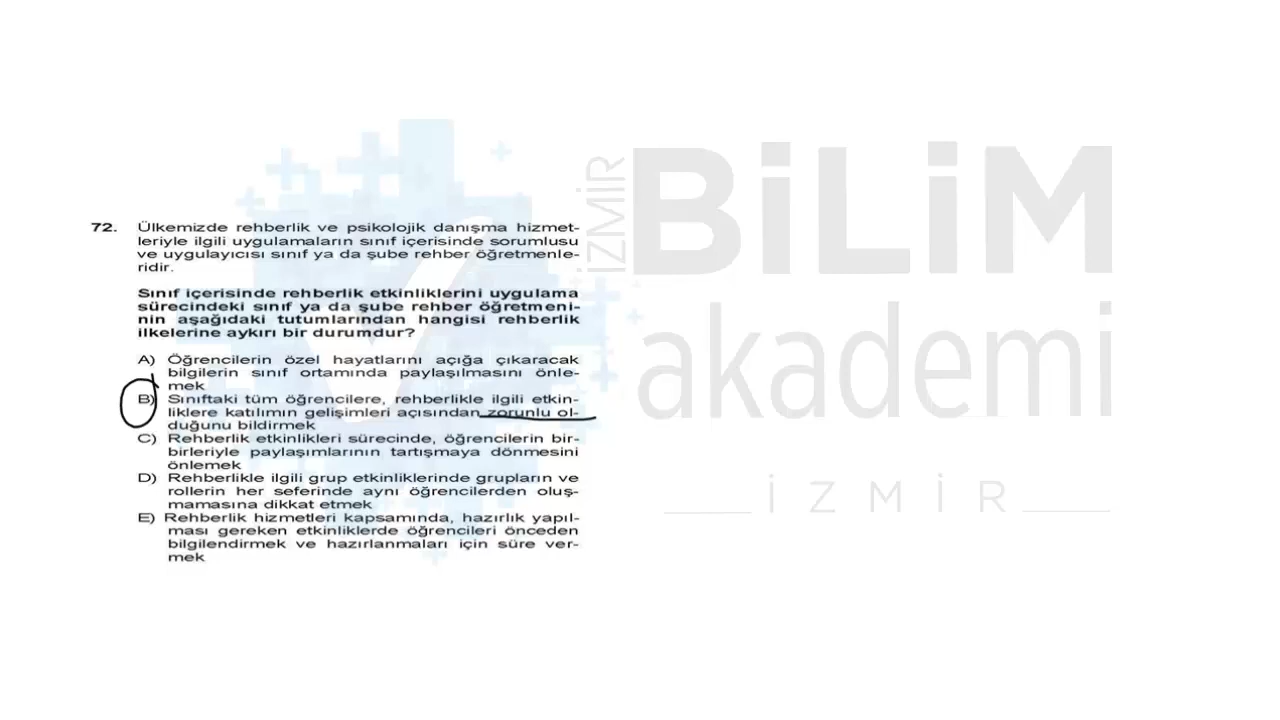 72. Ülkemizde rehberlik ve psikolojik danışma hizmet-
leriyle ilgili uygulamaların sınıf içerisinde sorumlusu
ve uygulayıcısı sınıf ya da şube rehber öğretmenle-
ridir.
Sınıf içerisinde rehberlik etkinliklerini uygulama
sürecindeki sınıf ya da şube rehber öğretmeni-
nin aşağıdaki tutumlarından hangisi rehberlik
ilkelerine aykırı bir durumdur?
A) Öğrencilerin özel hayatlarını açığa çıkaracak
bilgilerin sınıf ortamında paylaşılmasını önle-
mek
B) Sınıftaki tüm öğrencilere, rehberlikle ilgili etkin-
liklere katılımın gelişimleri açısından zorunlu ol-
duğunu bildirmek
C) Rehberlik etkinlikleri sürecinde, öğrencilerin bir-
birleriyle paylaşımlarının tartışmaya dönmesini
önlemek
D) Rehberlikle ilgili grup etkinliklerinde grupların ve
rollerin her seferinde aynı öğrencilerden oluş-
mamasına dikkat etmek
E) Rehberlik hizmetleri kapsamında, hazırlık yapıl-
ması gereken etkinliklerde öğrencileri önceden
bilgilendirmek ve hazırlanmaları için süre ver-
mek
İZMİR
BiLiM
akademi
İZMİR